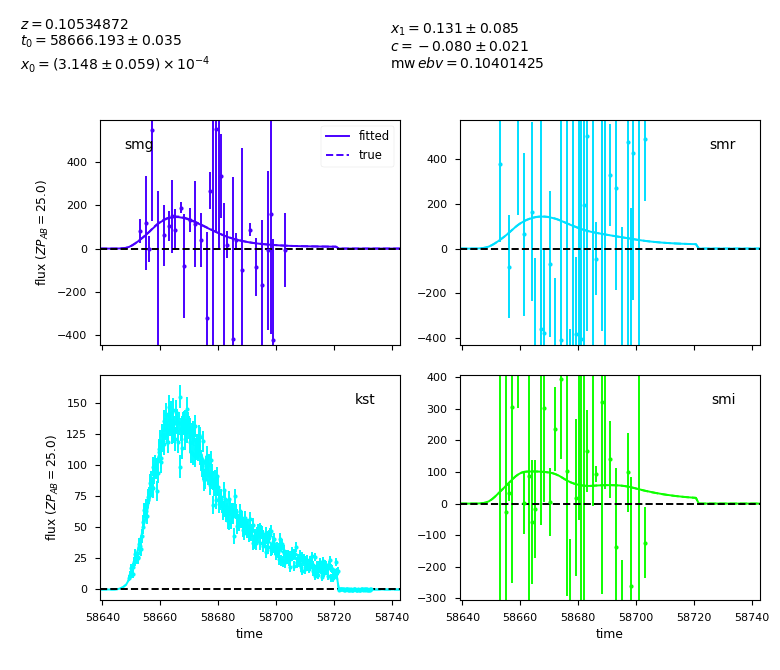 z = 0.10534872
t₀ = 58666.193 ± 0.035
x₀ = (3.148 ± 0.059) × 10⁻⁴
x₁ = 0.131 ± 0.085
c = −0.080 ± 0.021
mw ebv = 0.10401425
smg
fitted
true
400
200
0
−200
−400
flux (ZP_AB = 25.0)
smr
400
200
0
−200
−400
kst
150
125
100
75
50
25
0
flux (ZP_AB = 25.0)
58640 58660 58680 58700 58720 58740
time
smi
400
300
200
100
0
−100
−200
−300
58640 58660 58680 58700 58720 58740
time